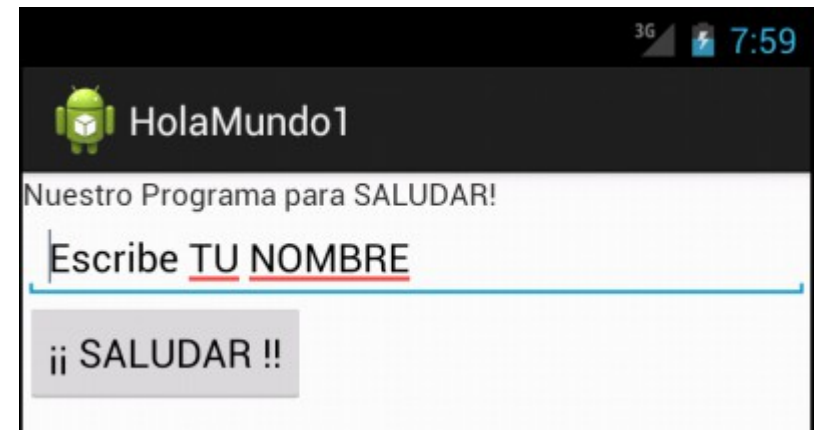 3G 7:59
HolaMundo1
Nuestro Programa para SALUDAR!
Escribe TU NOMBRE
¡¡ SALUDAR !!